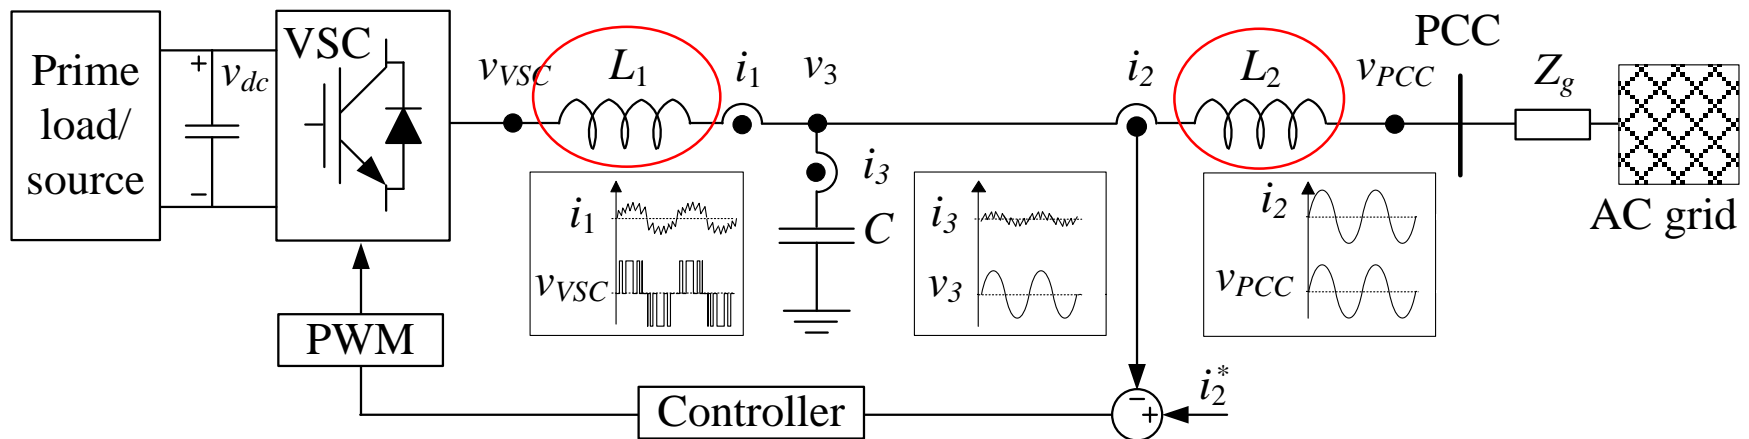 Prime
load/
source
+
v_dc
−
VSC
v_VSC
L_1
i_1
v_3
i_2
L_2
v_PCC
PCC
Z_g
AC grid
i_3
C
i_1
v_VSC
i_3
v_3
i_2
v_PCC
PWM
Controller
−
+
i_2^*